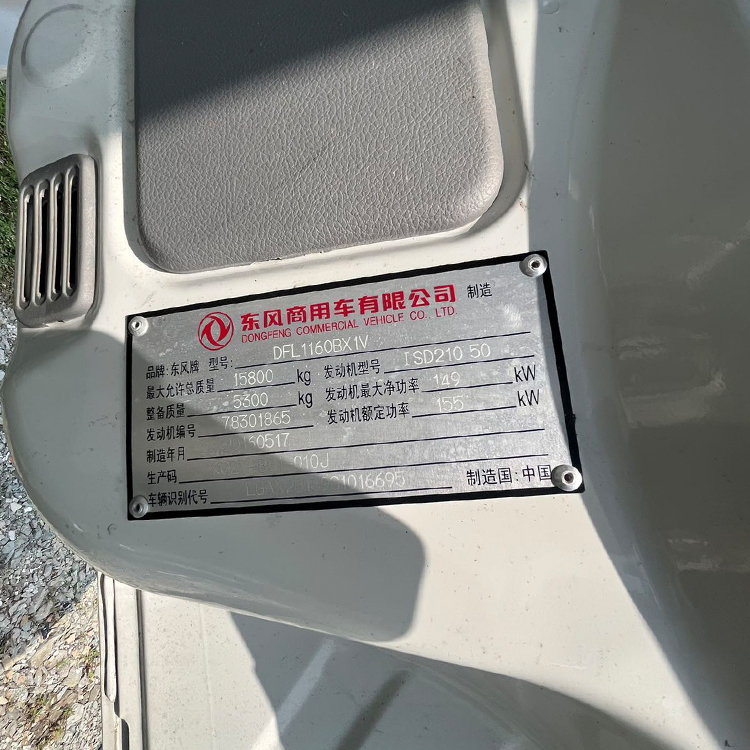 东风商用车有限公司 制造
DONGFENG COMMERCIAL VEHICLE CO., LTD.
品牌: 东风牌 型号: DFL1160BX1V
最大允许总质量 15800 kg 发动机型号 ISD210 50
整备质量 5300 kg 发动机最大净功率 149 kW
发动机编号 78301865 发动机额定功率 155 kW
制造年月
生产码
车辆识别代号 制造国: 中国